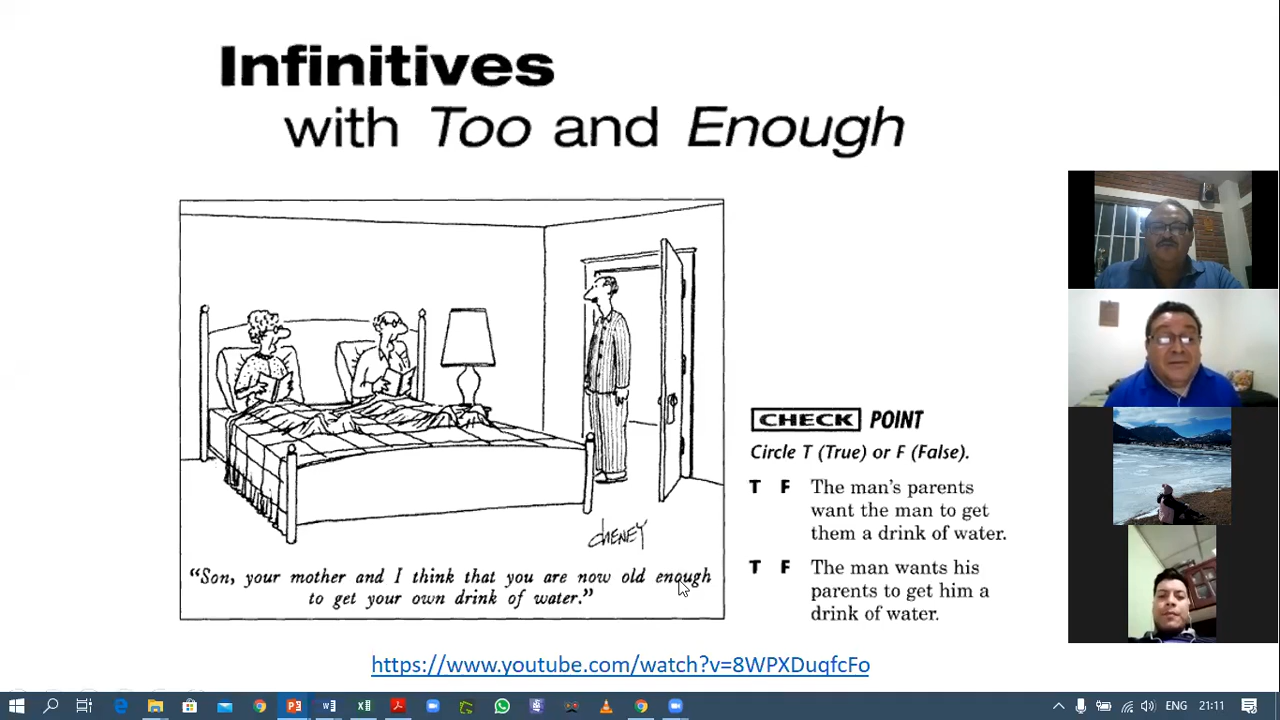 Infinitives
with Too and Enough
CHENEY
"Son, your mother and I think that you are now old enough
to get your own drink of water."
CHECK POINT
Circle T (True) or F (False).
T F The man's parents
want the man to get
them a drink of water.
T F The man wants his
parents to get him a
drink of water.
https://www.youtube.com/watch?v=8WPXDuqfcFo
ENG 21:11